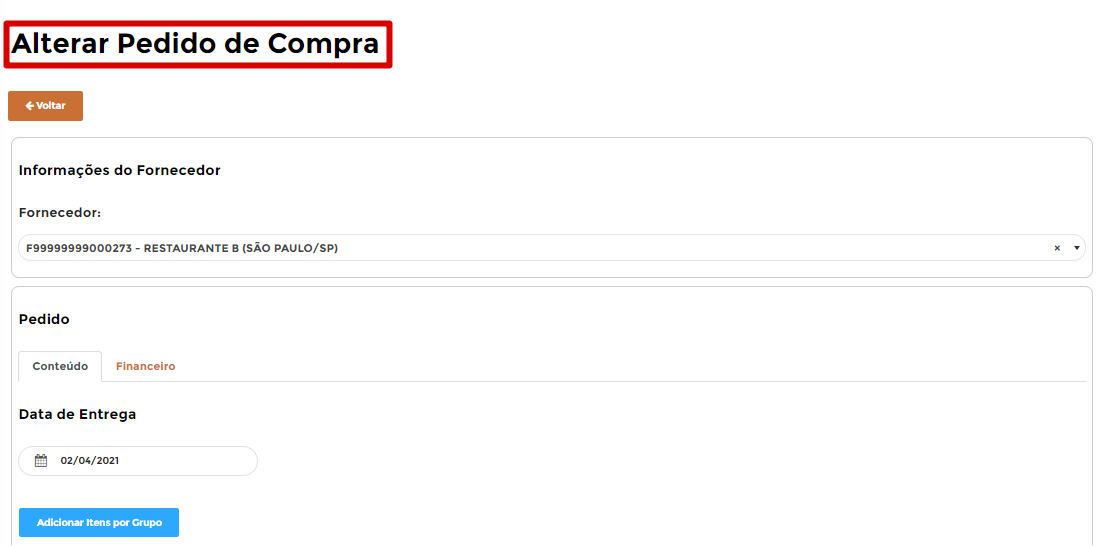 Alterar Pedido de Compra
Voltar
Informações do Fornecedor
Fornecedor:
F99999999000273 - RESTAURANTE B (SÃO PAULO/SP) ×
Pedido
Conteúdo Financeiro
Data de Entrega
02/04/2021
Adicionar Itens por Grupo